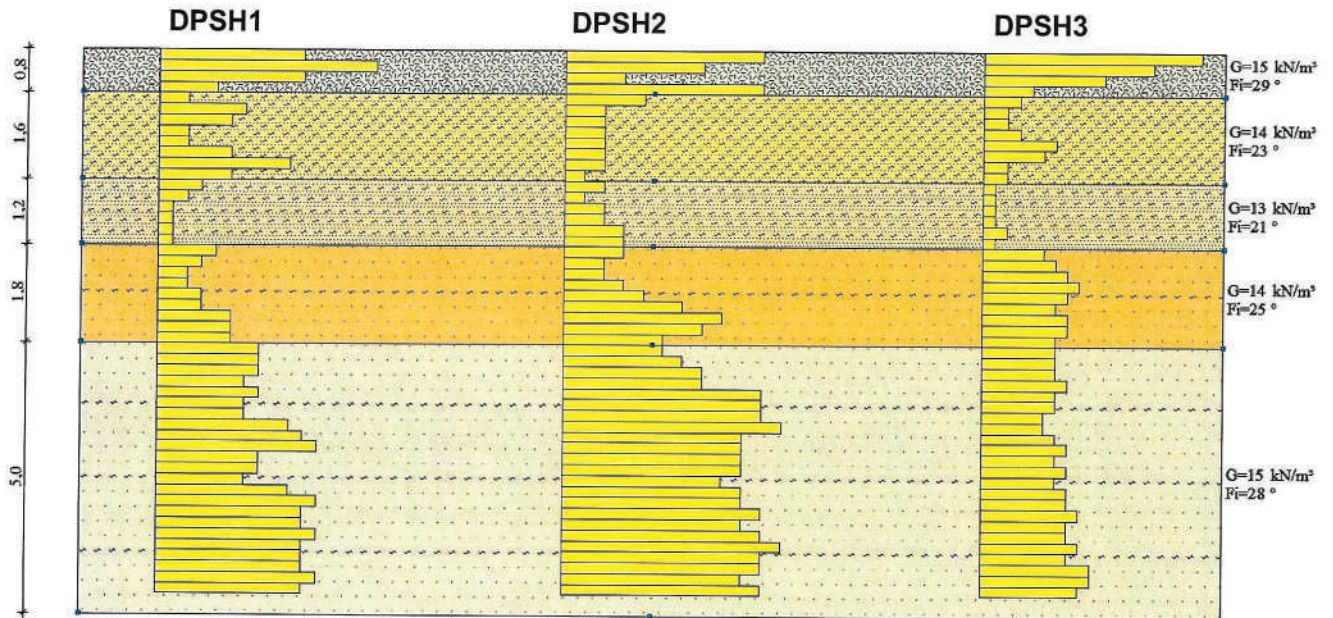 DPSH1
DPSH2
DPSH3
0,8
G=15 kN/m³
Fi=29 °
1,6
G=14 kN/m³
Fi=23 °
1,2
G=13 kN/m³
Fi=21 °
1,8
G=14 kN/m³
Fi=25 °
5,0
G=15 kN/m³
Fi=28 °